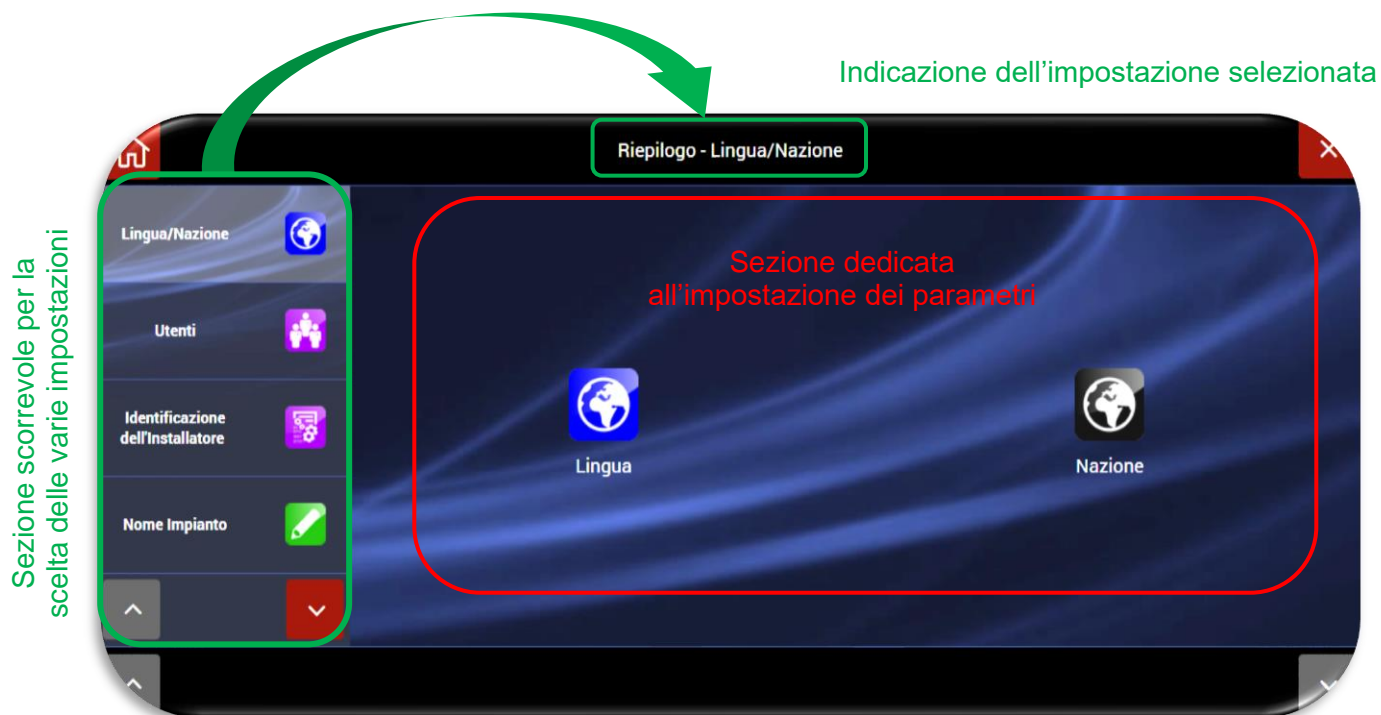 Indicazione dell’impostazione selezionata
Riepilogo - Lingua/Nazione
Sezione scorrevole per la
scelta delle varie impostazioni
Lingua/Nazione
Utenti
Identificazione
dell'Installatore
Nome Impianto
Sezione dedicata
all’impostazione dei parametri
Lingua
Nazione